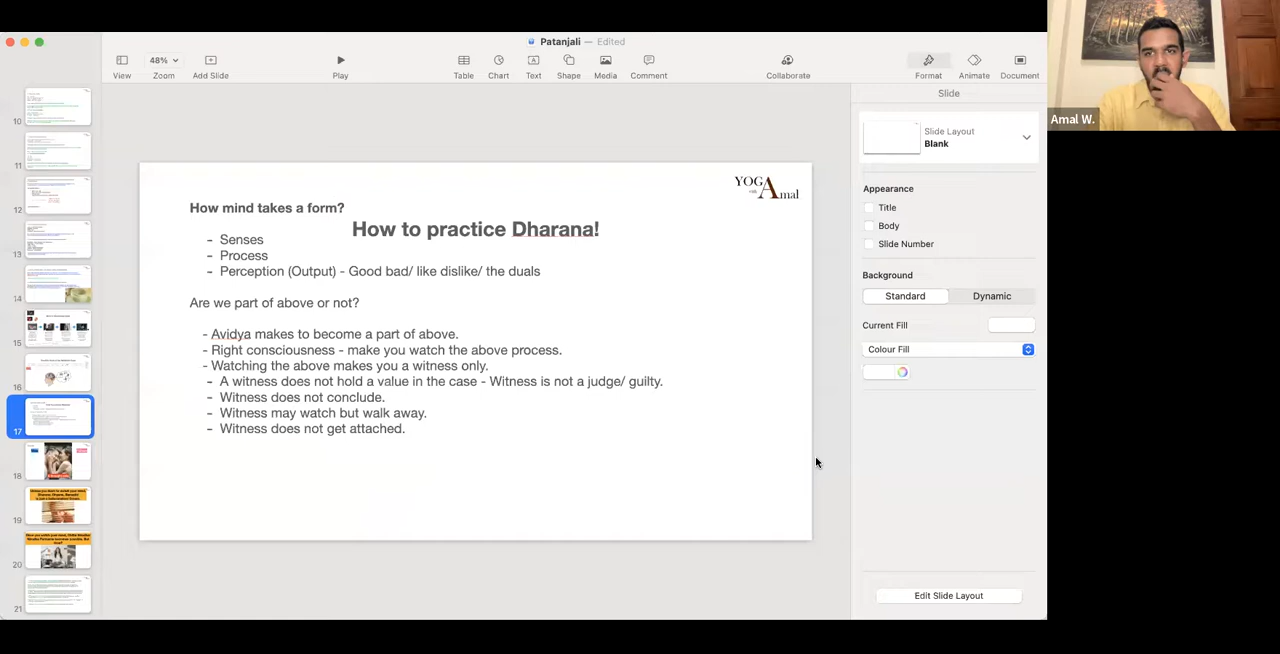 Patanjali — Edited
48%
View
Zoom
Add Slide
Play
Table
Chart
Text
Shape
Media
Comment
Collaborate
Format
Animate
Document
Amal W.
10
11
12
13
14
15
16
17
18
19
20
21
YOGA
Amal
How mind takes a form?
How to practice Dharana!
- Senses
- Process
- Perception (Output) - Good bad/ like dislike/ the duals
Are we part of above or not?
- Avidya makes to become a part of above.
- Right consciousness - make you watch the above process.
- Watching the above makes you a witness only.
- A witness does not hold a value in the case - Witness is not a judge/ guilty.
- Witness does not conclude.
- Witness may watch but walk away.
- Witness does not get attached.
Slide
Slide Layout
Blank
Appearance
Title
Body
Slide Number
Background
Standard
Dynamic
Current Fill
Colour Fill
Edit Slide Layout